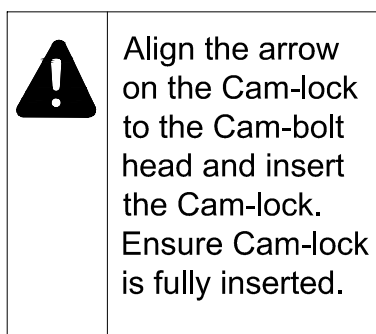 Align the arrow
on the Cam-lock
to the Cam-bolt
head and insert
the Cam-lock.
Ensure Cam-lock
is fully inserted.